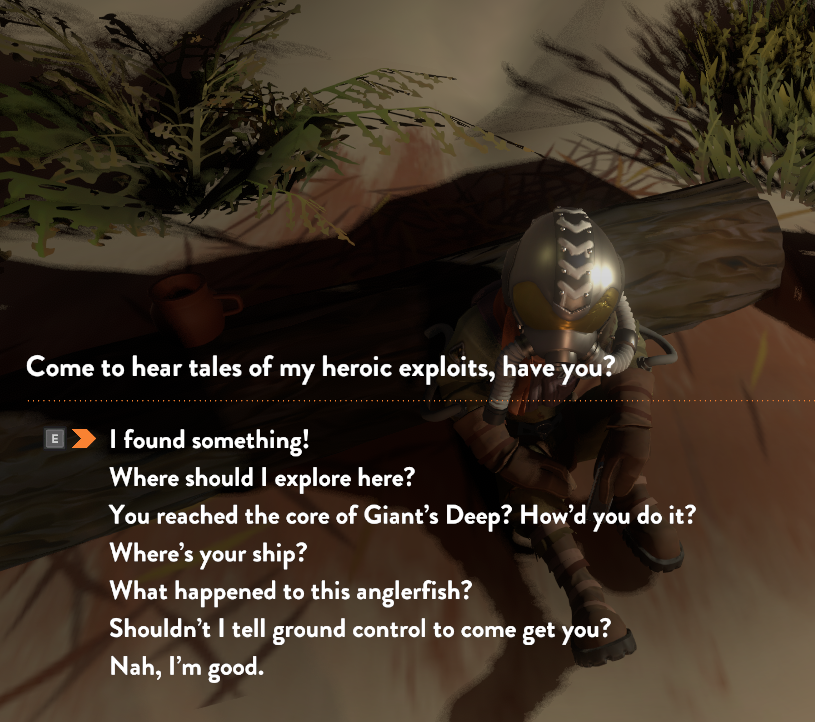 Come to hear tales of my heroic exploits, have you?
E I found something!
Where should I explore here?
You reached the core of Giant's Deep? How'd you do it?
Where's your ship?
What happened to this anglerfish?
Shouldn't I tell ground control to come get you?
Nah, I'm good.